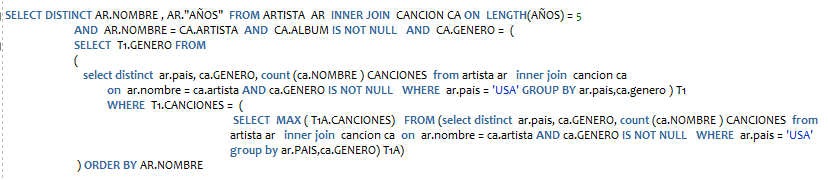 SELECT DISTINCT AR.NOMBRE , AR."AÑOS" FROM ARTISTA AR INNER JOIN CANCION CA ON LENGTH(AÑOS) = 5
AND AR.NOMBRE = CA.ARTISTA AND CA.ALBUM IS NOT NULL AND CA.GENERO = (
SELECT T1.GENERO FROM
(
select distinct ar.pais, ca.GENERO, count (ca.NOMBRE ) CANCIONES from artista ar inner join cancion ca
on ar.nombre = ca.artista AND ca.GENERO IS NOT NULL WHERE ar.pais = 'USA' GROUP BY ar.pais,ca.genero ) T1
WHERE T1.CANCIONES = (
SELECT MAX ( T1A.CANCIONES) FROM (select distinct ar.pais, ca.GENERO, count (ca.NOMBRE ) CANCIONES from
artista ar inner join cancion ca on ar.nombre = ca.artista AND ca.GENERO IS NOT NULL WHERE ar.pais = 'USA'
group by ar.PAIS,ca.GENERO) T1A)
) ORDER BY AR.NOMBRE